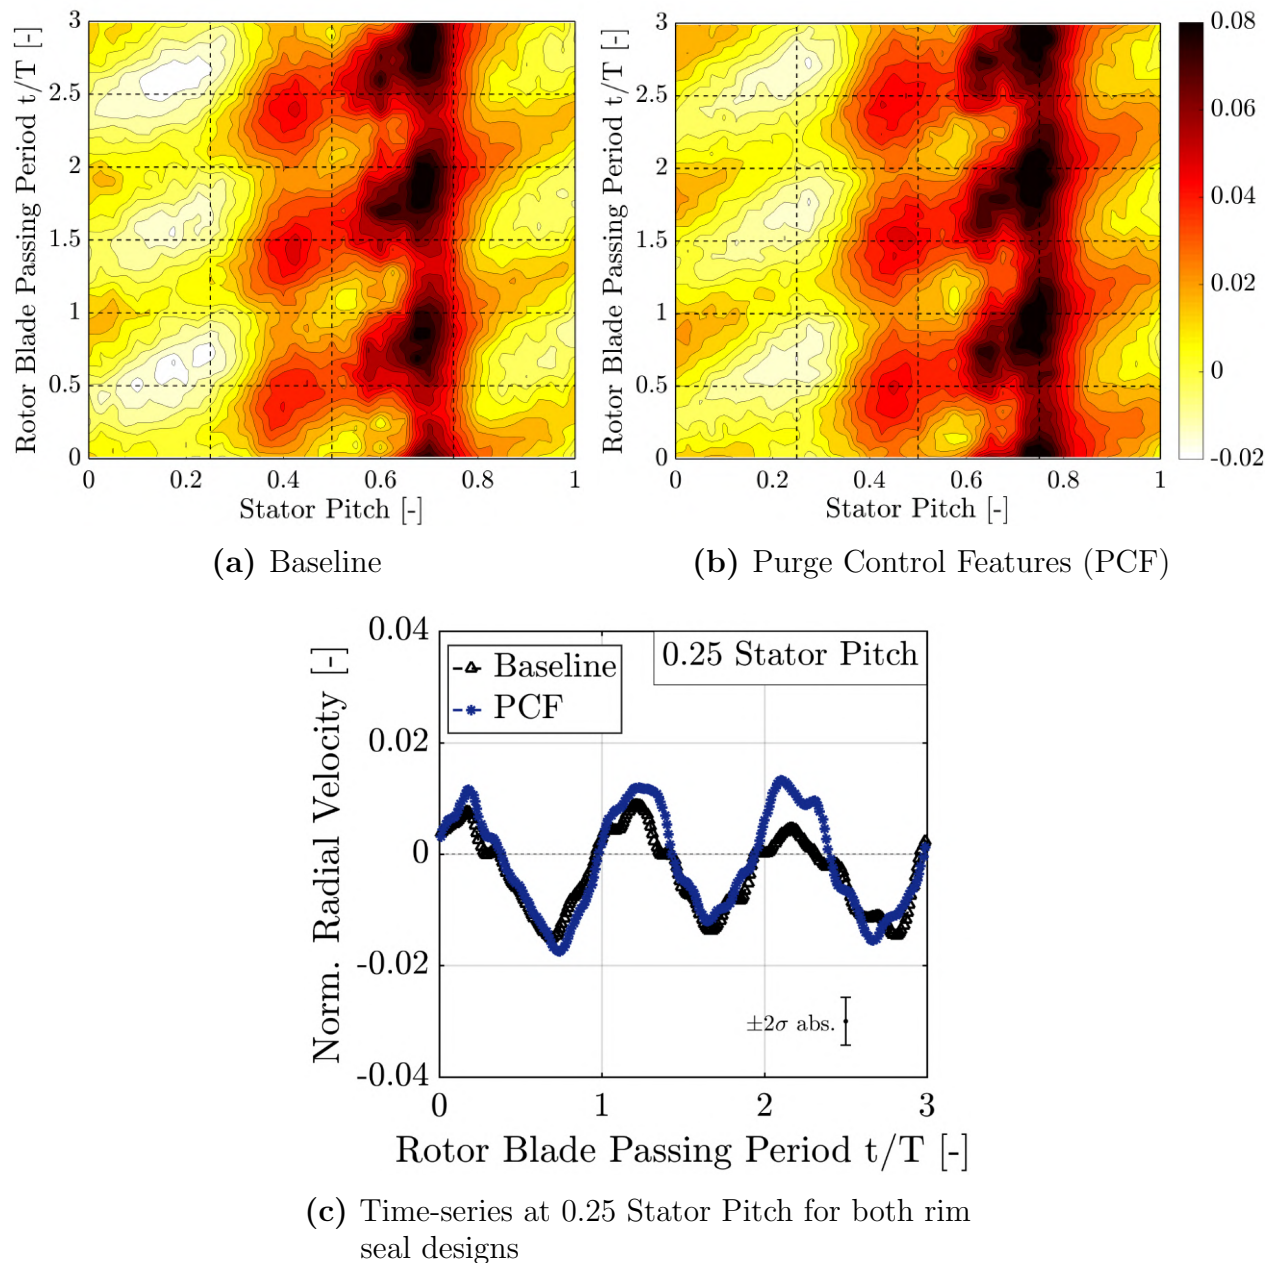 Rotor Blade Passing Period t/T [-]
3
2.5
2
1.5
1
0.5
0
0 0.2 0.4 0.6 0.8 1
Stator Pitch [-]
(a) Baseline
Rotor Blade Passing Period t/T [-]
3
2.5
2
1.5
1
0.5
0
0 0.2 0.4 0.6 0.8 1
Stator Pitch [-]
0.08
0.06
0.04
0.02
0
-0.02
(b) Purge Control Features (PCF)
Norm. Radial Velocity [-]
0.04
0.02
0
-0.02
-0.04
Baseline
PCF
0.25 Stator Pitch
±2σ abs.
0 1 2 3
Rotor Blade Passing Period t/T [-]
(c) Time-series at 0.25 Stator Pitch for both rim
seal designs